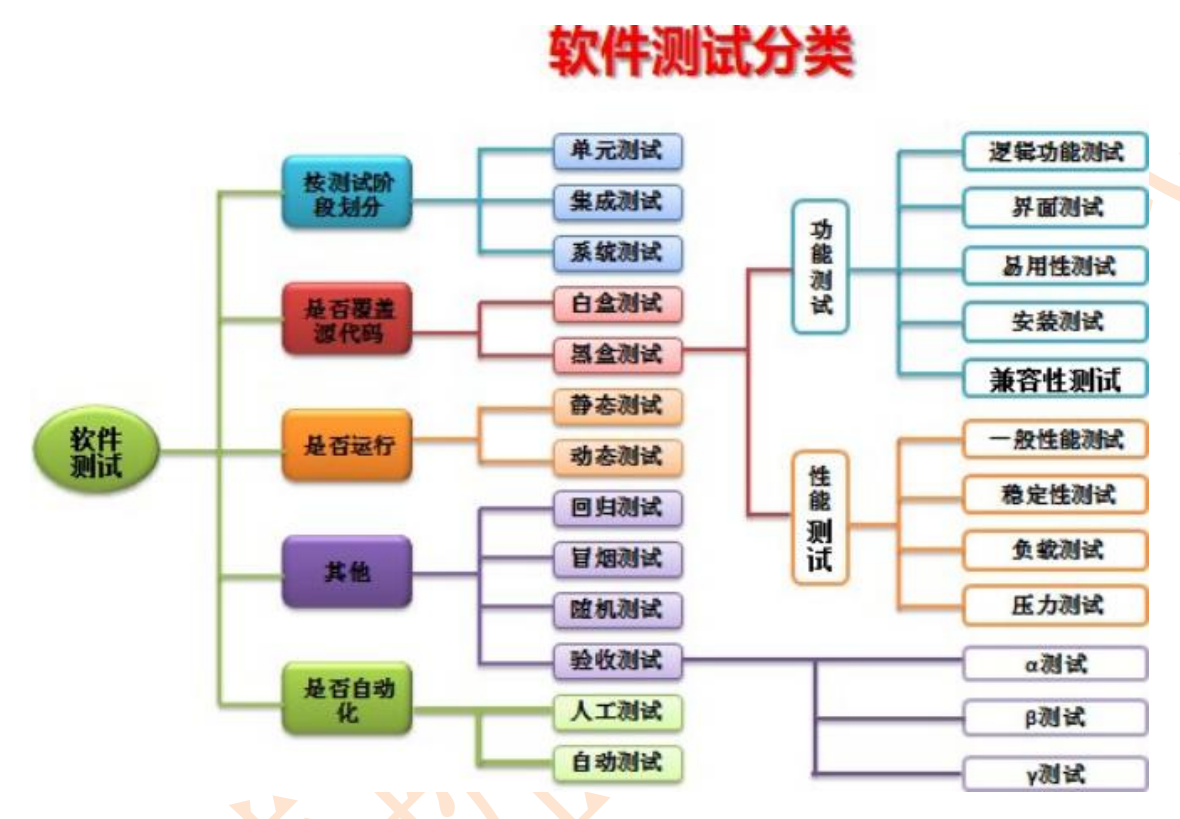 软件测试分类
软件
测试
按测试阶
段划分
单元测试
集成测试
系统测试
是否覆盖
源代码
白盒测试
黑盒测试
功
能
测
试
逻辑功能测试
界面测试
易用性测试
安装测试
兼容性测试
性
能
测
试
一般性能测试
稳定性测试
负载测试
压力测试
是否运行
静态测试
动态测试
其他
回归测试
冒烟测试
随机测试
验收测试
α测试
β测试
γ测试
是否自动
化
人工测试
自动测试